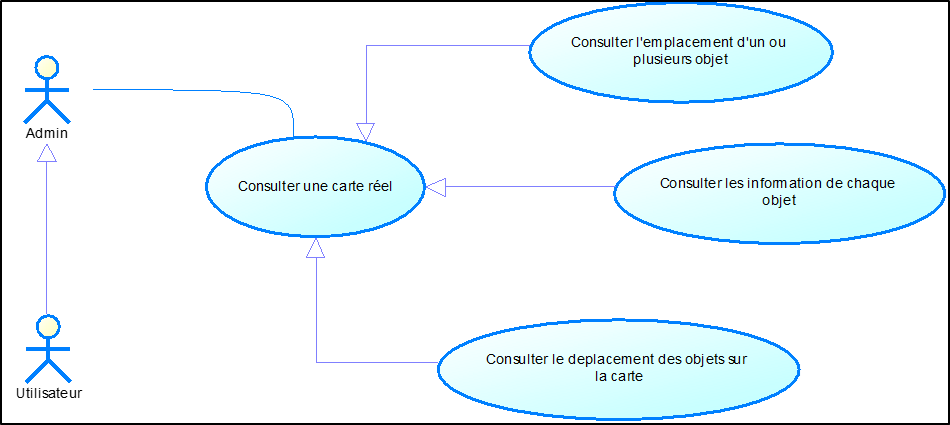 Consulter l'emplacement d'un ou
plusieurs objet
Admin
Consulter une carte réel
Consulter les information de chaque
objet
Consulter le deplacement des objets sur
la carte
Utilisateur